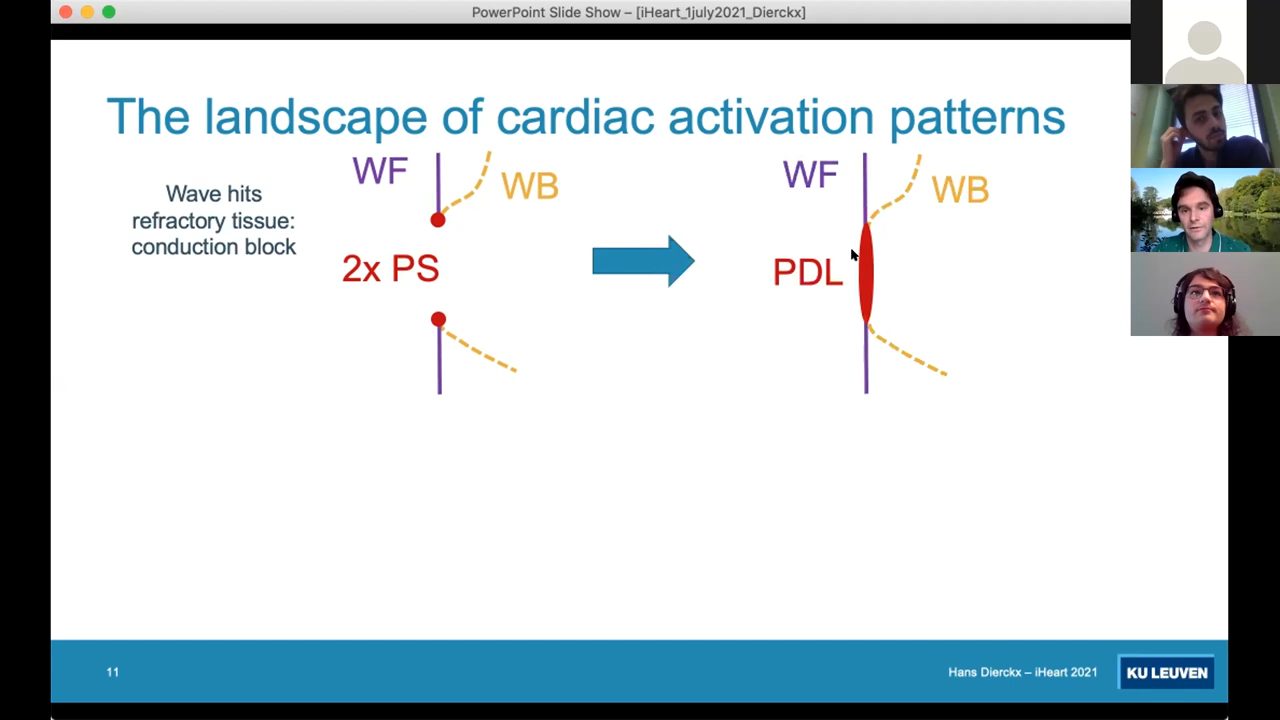 PowerPoint Slide Show – [iHeart_1july2021_Dierckx]
The landscape of cardiac activation patterns
Wave hits
refractory tissue:
conduction block
WF
WB
2x PS
WF
WB
PDL
11
Hans Dierckx – iHeart 2021
KU LEUVEN